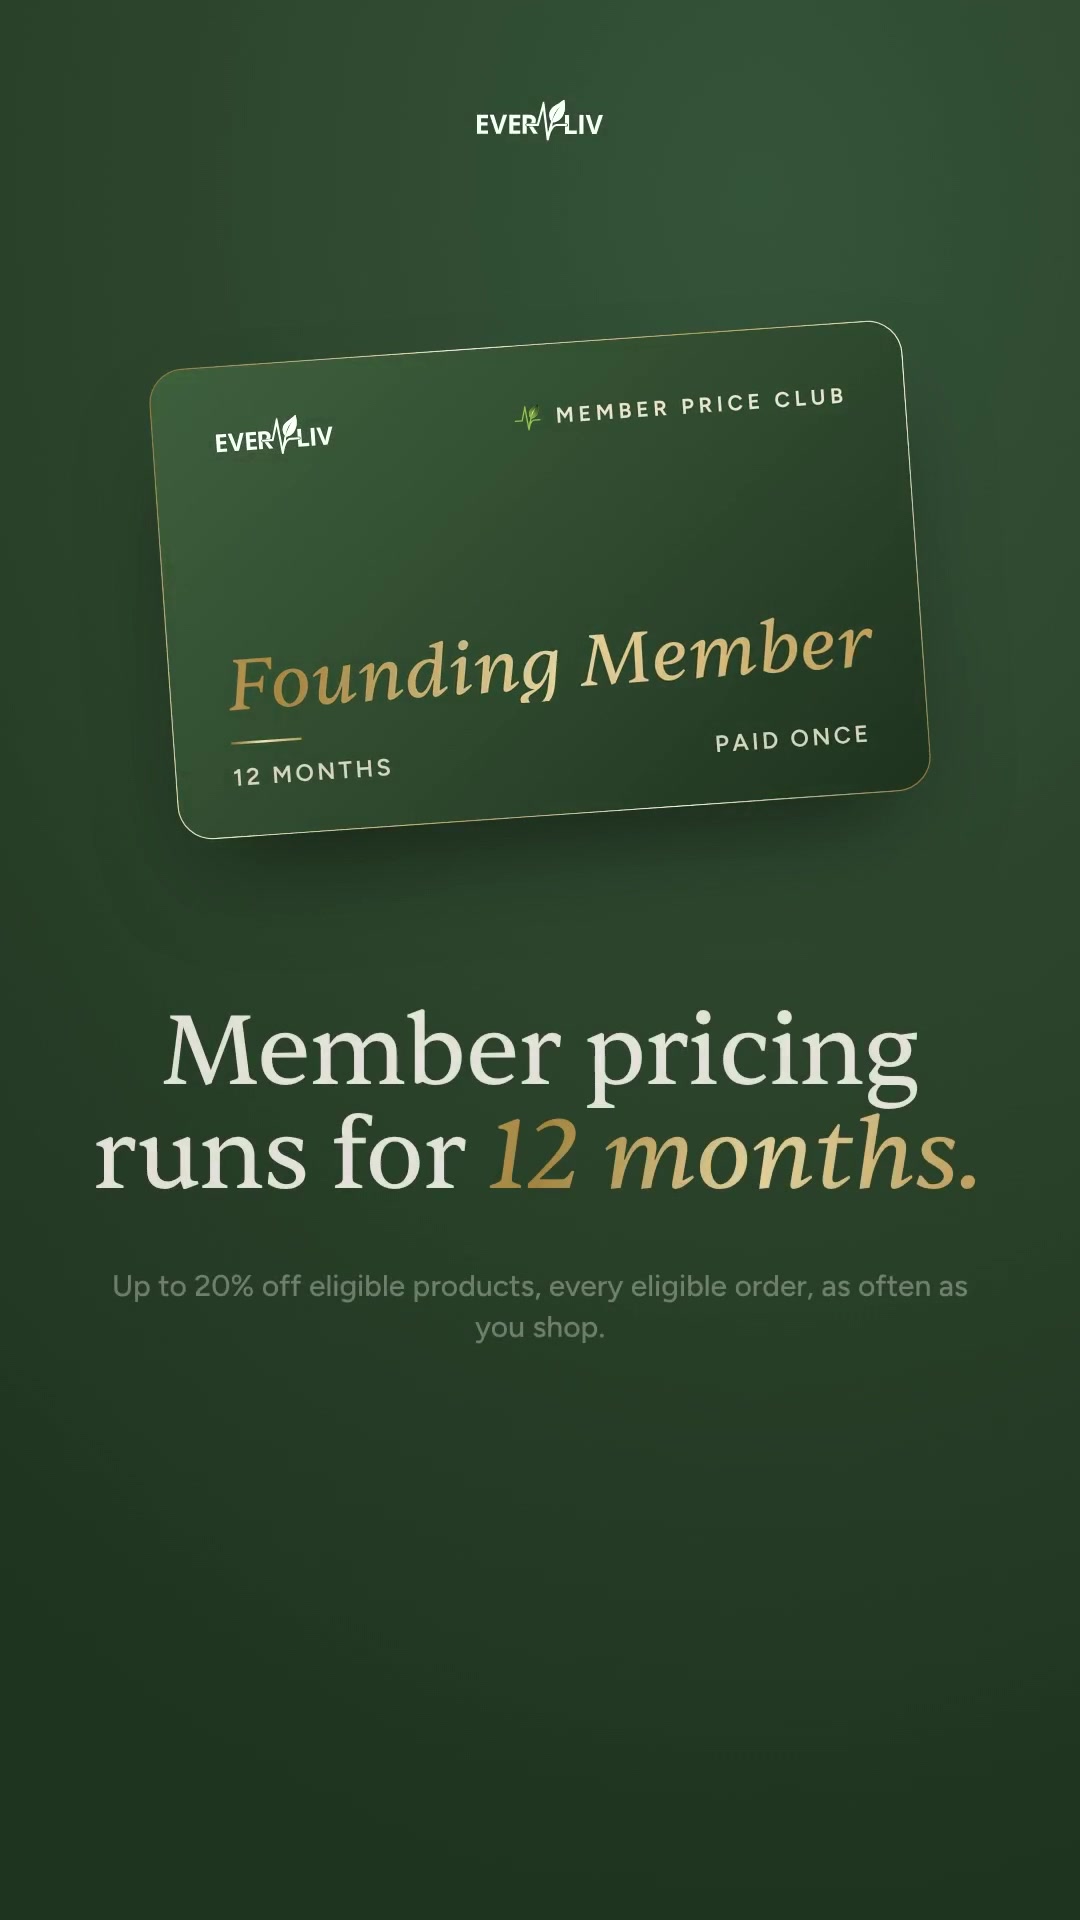 EVERLIV
EVERLIV
MEMBER PRICE CLUB
Founding Member
12 MONTHS
PAID ONCE
Member pricing
runs for 12 months.
Up to 20% off eligible products, every eligible order, as often as
you shop.